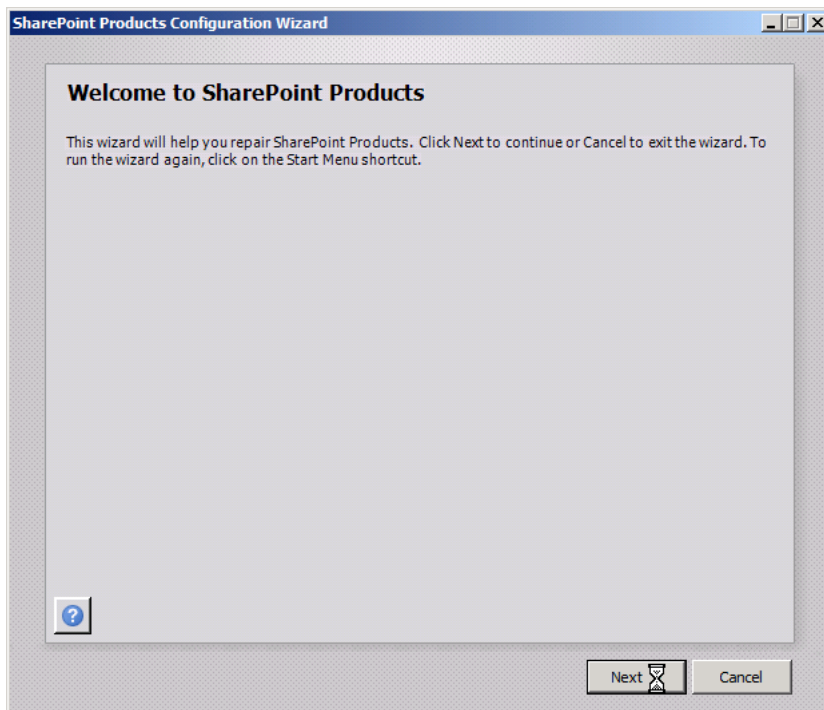 SharePoint Products Configuration Wizard
Welcome to SharePoint Products
This wizard will help you repair SharePoint Products. Click Next to continue or Cancel to exit the wizard. To
run the wizard again, click on the Start Menu shortcut.
?
Next
Cancel